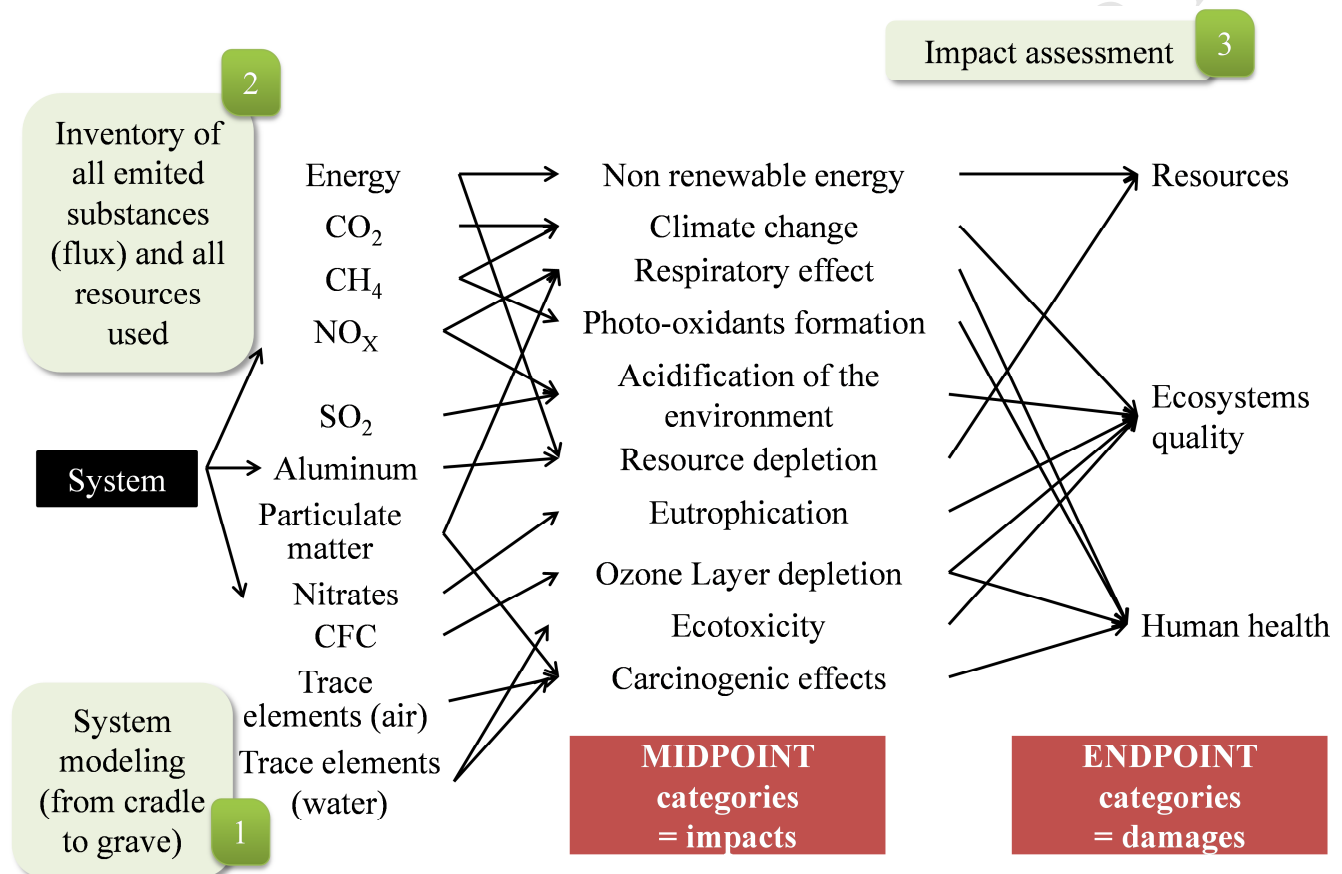 Impact assessment
3
2
Inventory of
all emited
substances
(flux) and all
resources
used
System
System
modeling
(from cradle
to grave)
1
Energy
CO₂
CH₄
NOX
SO₂
Aluminum
Particulate
matter
Nitrates
CFC
Trace
elements (air)
Trace elements
(water)
Non renewable energy
Climate change
Respiratory effect
Photo-oxidants formation
Acidification of the
environment
Resource depletion
Eutrophication
Ozone Layer depletion
Ecotoxicity
Carcinogenic effects
MIDPOINT
categories
= impacts
Resources
Ecosystems
quality
Human health
ENDPOINT
categories
= damages